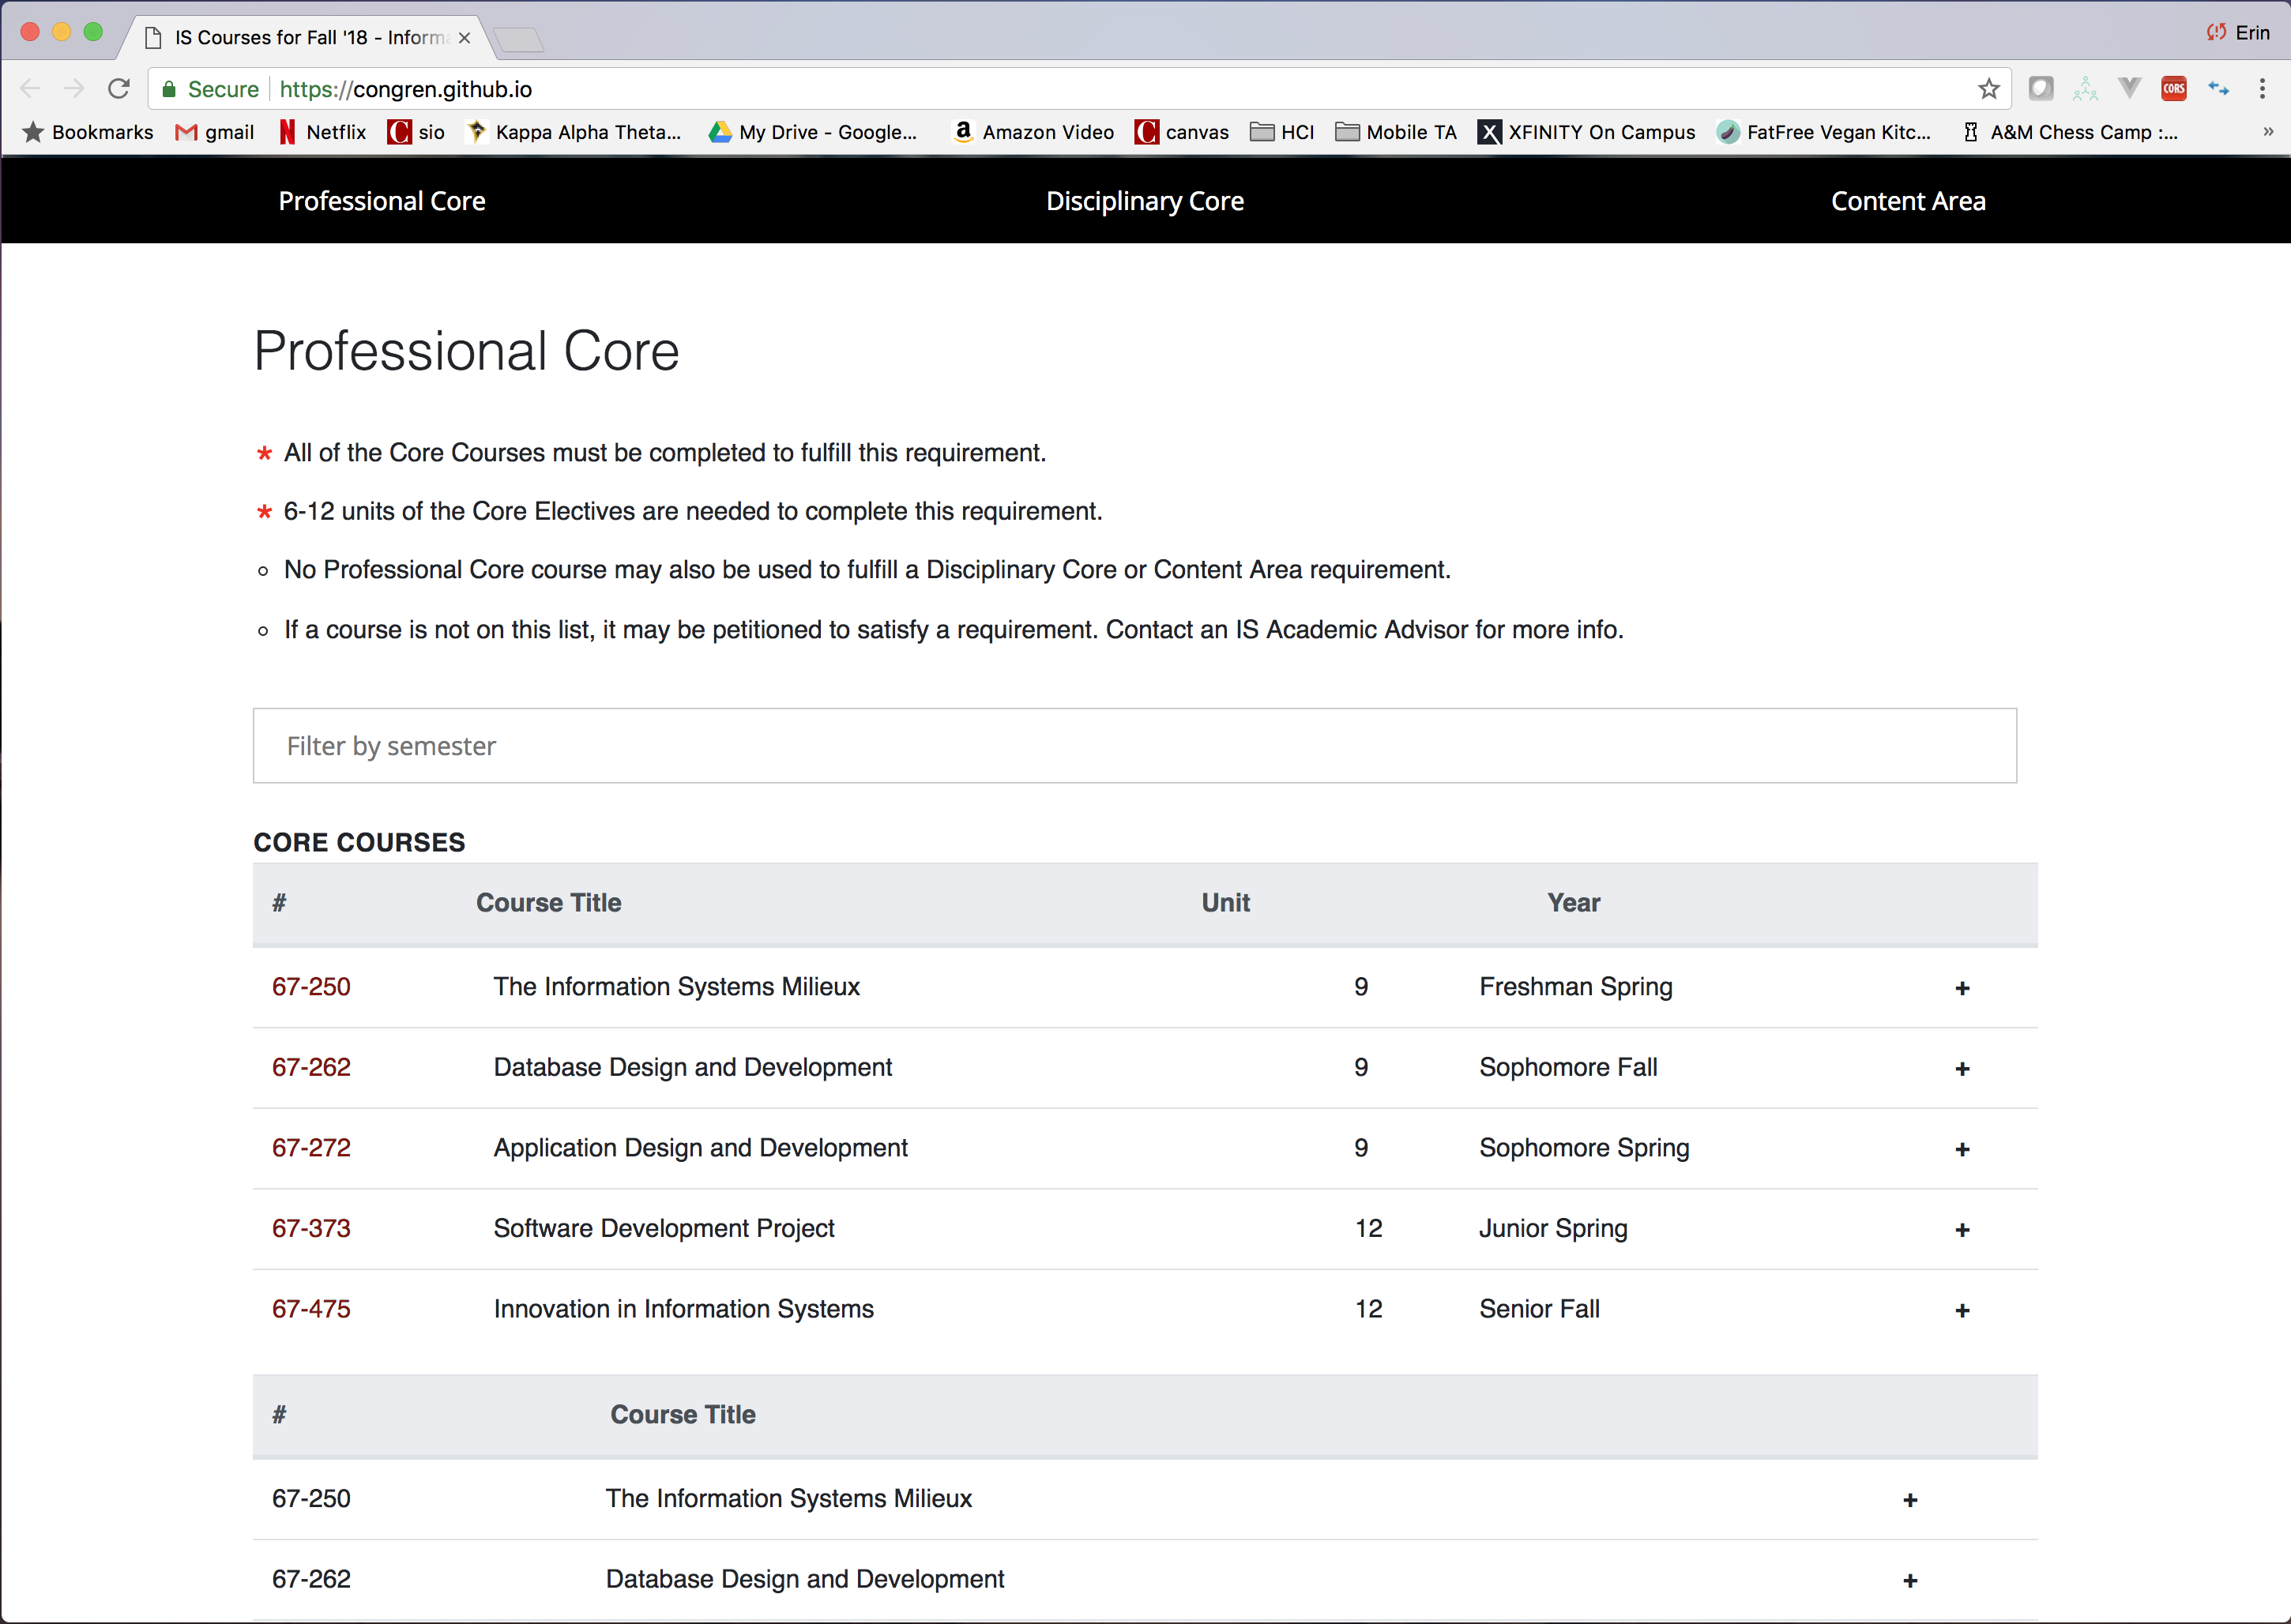 IS Courses for Fall '18 - Inform
Erin
Secure https://congren.github.io
CORS
Bookmarks gmail Netflix sio Kappa Alpha Theta... My Drive - Google... Amazon Video canvas HCI Mobile TA XFINITY On Campus FatFree Vegan Kitc... A&M Chess Camp :... »
Professional Core Disciplinary Core Content Area
Professional Core
* All of the Core Courses must be completed to fulfill this requirement.
* 6-12 units of the Core Electives are needed to complete this requirement.
No Professional Core course may also be used to fulfill a Disciplinary Core or Content Area requirement.
If a course is not on this list, it may be petitioned to satisfy a requirement. Contact an IS Academic Advisor for more info.
Filter by semester
CORE COURSES
# Course Title Unit Year
67-250 The Information Systems Milieux 9 Freshman Spring +
67-262 Database Design and Development 9 Sophomore Fall +
67-272 Application Design and Development 9 Sophomore Spring +
67-373 Software Development Project 12 Junior Spring +
67-475 Innovation in Information Systems 12 Senior Fall +
# Course Title
67-250 The Information Systems Milieux +
67-262 Database Design and Development +